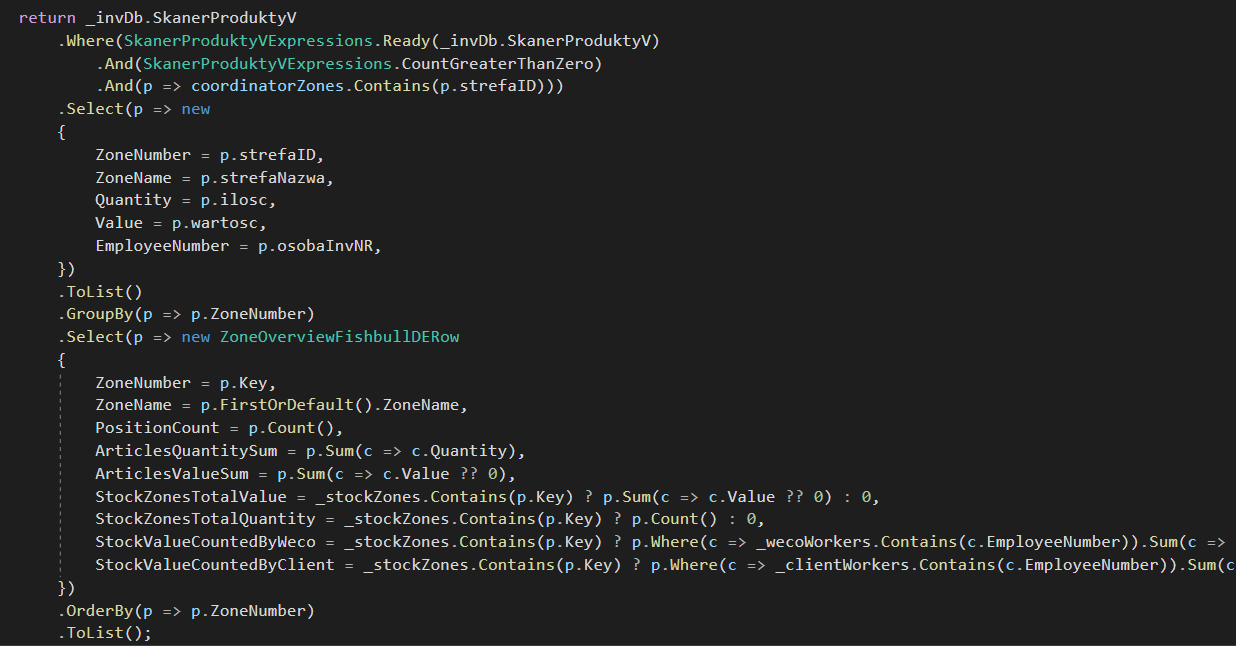 return _invDb.SkanerProduktyV
.Where(SkanerProduktyVExpressions.Ready(_invDb.SkanerProduktyV)
.And(SkanerProduktyVExpressions.CountGreaterThanZero)
.And(p => coordinatorZones.Contains(p.strefaID)))
.Select(p => new
{
ZoneNumber = p.strefaID,
ZoneName = p.strefaNazwa,
Quantity = p.ilosc,
Value = p.wartosc,
EmployeeNumber = p.osobaInvNR,
})
.ToList()
.GroupBy(p => p.ZoneNumber)
.Select(p => new ZoneOverviewFishbullDERow
{
ZoneNumber = p.Key,
ZoneName = p.FirstOrDefault().ZoneName,
PositionCount = p.Count(),
ArticlesQuantitySum = p.Sum(c => c.Quantity),
ArticlesValueSum = p.Sum(c => c.Value ?? 0),
StockZonesTotalValue = _stockZones.Contains(p.Key) ? p.Sum(c => c.Value ?? 0) : 0,
StockZonesTotalQuantity = _stockZones.Contains(p.Key) ? p.Count() : 0,
StockValueCountedByWeco = _stockZones.Contains(p.Key) ? p.Where(c => _wecoWorkers.Contains(c.EmployeeNumber)).Sum(c =>
StockValueCountedByClient = _stockZones.Contains(p.Key) ? p.Where(c => _clientWorkers.Contains(c.EmployeeNumber)).Sum(c
})
.OrderBy(p => p.ZoneNumber)
.ToList();